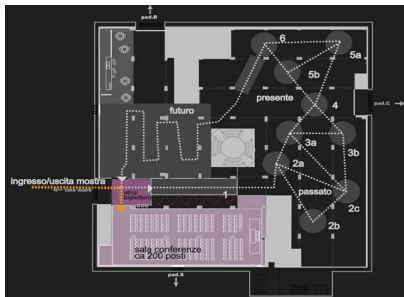 pad.B
6
5a
5b
futuro
presente
4
pad.C
3a
3b
2a
ingresso/uscita mostra
1
passato
2c
2b
sala conferenze
ca 200 posti
pad.S